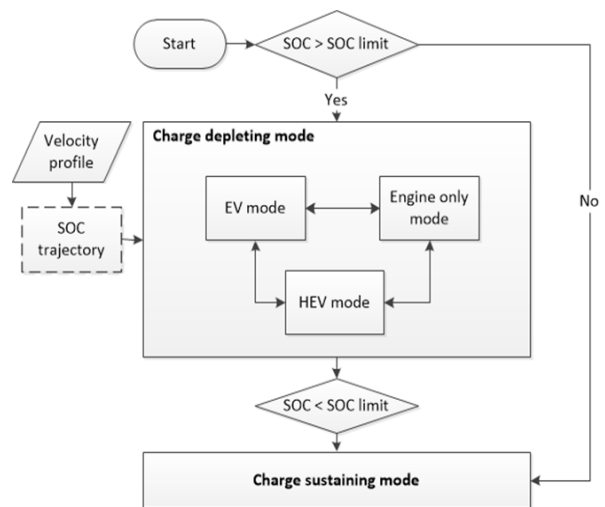 Start
SOC > SOC limit
Yes
No
Velocity
profile
SOC
trajectory
Charge depleting mode
EV mode
Engine only
mode
HEV mode
SOC < SOC limit
Charge sustaining mode